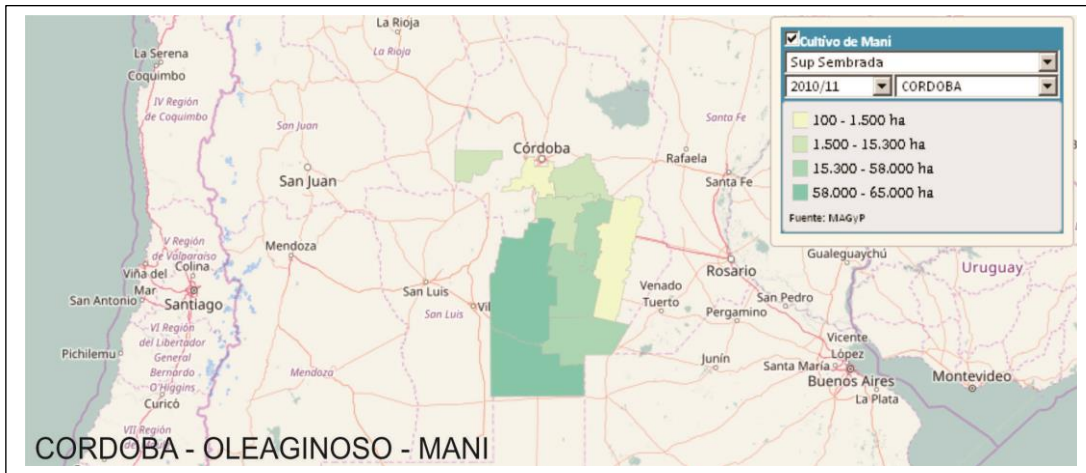 La Rioja
La Rioja
La Serena
Coquimbo
IV Región
de Coquimbo
San Juan
San Juan
Córdoba
Santa Fe
Rafaela
Santa Fe
Mendoza
V Región
de Valparaíso
Viña del
Mar
Colina
San Antonio
Santiago
San Luis
San Luis
Vil
Rosario
Venado
Tuerto
San Pedro
Pergamino
Gualeguaychú
Uruguay
VI Región
del Libertador
General
Bernardo
O'Higgins
Pichilemu
Curicó
VII Región
Mendoza
Junín
Vicente
López
Santa María
Buenos Aires
La Plata
Montevideo
Cultivo de Mani
Sup Sembrada
2010/11 CORDOBA
100 - 1.500 ha
1.500 - 15.300 ha
15.300 - 58.000 ha
58.000 - 65.000 ha
Fuente: MAGyP
CORDOBA - OLEAGINOSO - MANI